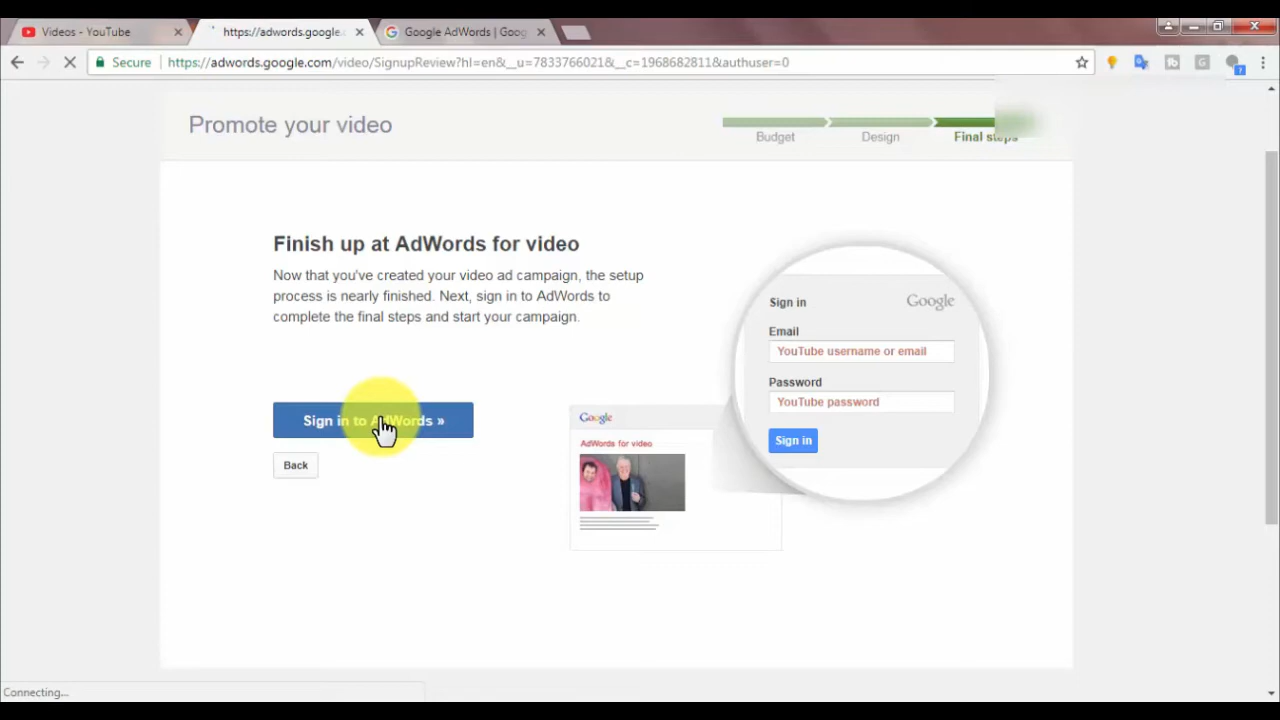 Videos - YouTube
https://adwords.google.
Google AdWords | Goog
Secure
https://adwords.google.com/video/SignupReview?hl=en&__u=7833766021&__c=1968682811&authuser=0
G
?
Promote your video
Budget
Design
Final steps
Finish up at AdWords for video
Now that you've created your video ad campaign, the setup
process is nearly finished. Next, sign in to AdWords to
complete the final steps and start your campaign.
Sign in to AdWords »
Back
Google
AdWords for video
Sign in
Google
Email
YouTube username or email
Password
YouTube password
Sign in
Connecting...